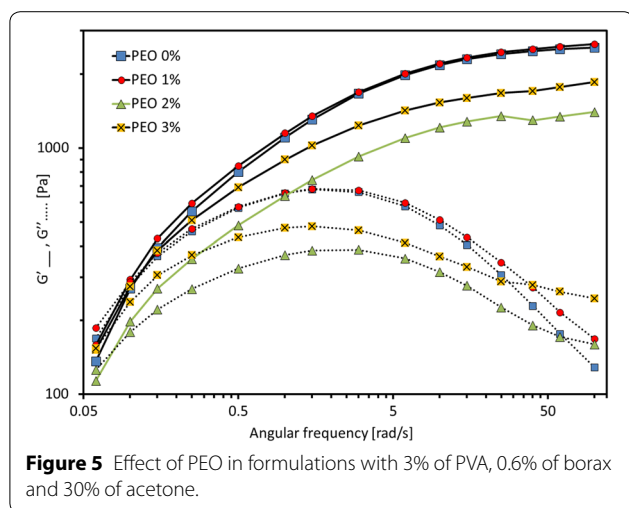 PEO 0%
PEO 1%
PEO 2%
PEO 3%
1000
100
G' __ , G'' ..... [Pa]
0.05
0.5
5
50
Angular frequency [rad/s]
Figure 5 Effect of PEO in formulations with 3% of PVA, 0.6% of borax
and 30% of acetone.